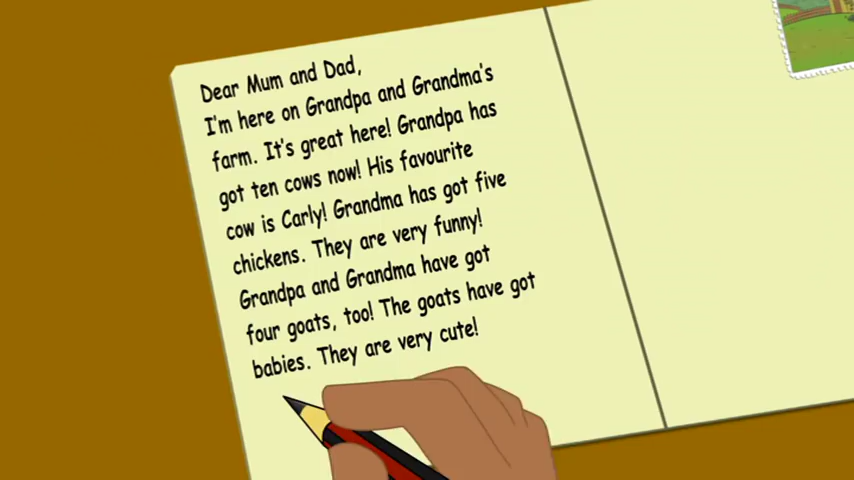 Dear Mum and Dad,
I'm here on Grandpa and Grandma's
farm. It's great here! Grandpa has
got ten cows now! His favourite
cow is Carly! Grandma has got five
chickens. They are very funny!
Grandpa and Grandma have got
four goats, too! The goats have got
babies. They are very cute!